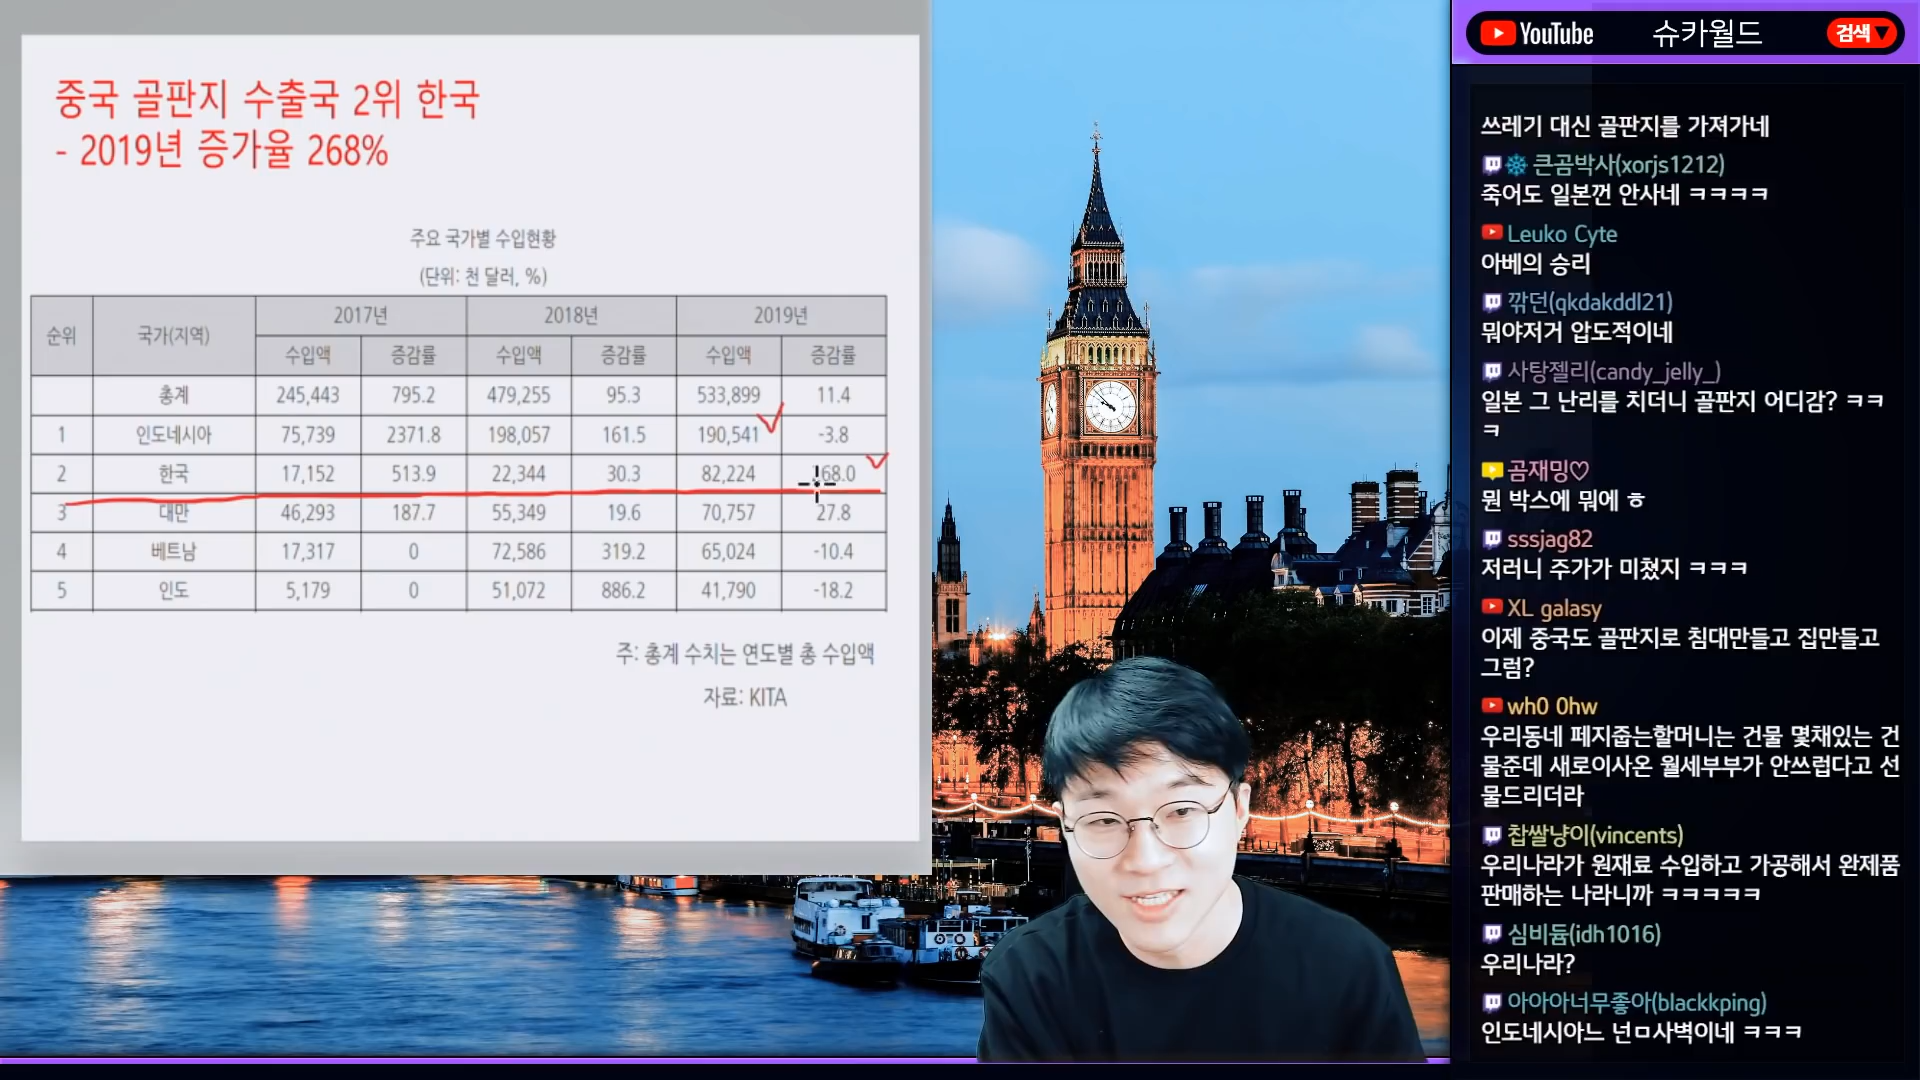 중국 골판지 수출국 2위 한국
- 2019년 증가율 268%
주요 국가별 수입현황
(단위: 천 달러, %)
순위 국가(지역) 2017년 2018년 2019년
수입액 증감률 수입액 증감률 수입액 증감률
총계 245,443 795.2 479,255 95.3 533,899 11.4
1 인도네시아 75,739 2371.8 198,057 161.5 190,541 -3.8
2 한국 17,152 513.9 22,344 30.3 82,224 68.0
3 대만 46,293 187.7 55,349 19.6 70,757 27.8
4 베트남 17,317 0 72,586 319.2 65,024 -10.4
5 인도 5,179 0 51,072 886.2 41,790 -18.2
주: 총계 수치는 연도별 총 수입액
자료: KITA
YouTube 슈카월드 검색
쓰레기 대신 골판지를 가져가네
큰곰박사(xorjs1212)
죽어도 일본껀 안사네 ㅋㅋㅋㅋ
Leuko Cyte
아베의 승리
깎던(qkdakddl21)
뭐야저거 압도적이네
사탕젤리(candy_jelly_)
일본 그 난리를 치더니 골판지 어디감? ㅋㅋ
ㅋ
곰재밍♡
뭔 박스에 뭐에 ㅎ
sssjag82
저러니 주가가 미쳤지 ㅋㅋㅋ
XL galasy
이제 중국도 골판지로 침대만들고 집만들고
그럼?
wh0 0hw
우리동네 페지줍는할머니는 건물 몇채있는 건
물준데 새로이사온 월세부부가 안쓰럽다고 선
물드리더라
찹쌀냥이(vincents)
우리나라가 원재료 수입하고 가공해서 완제품
판매하는 나라니까 ㅋㅋㅋㅋㅋ
심비듐(idh1016)
우리나라?
아아아너무좋아(blackkping)
인도네시아느 넌ㅁ사벽이네 ㅋㅋㅋ